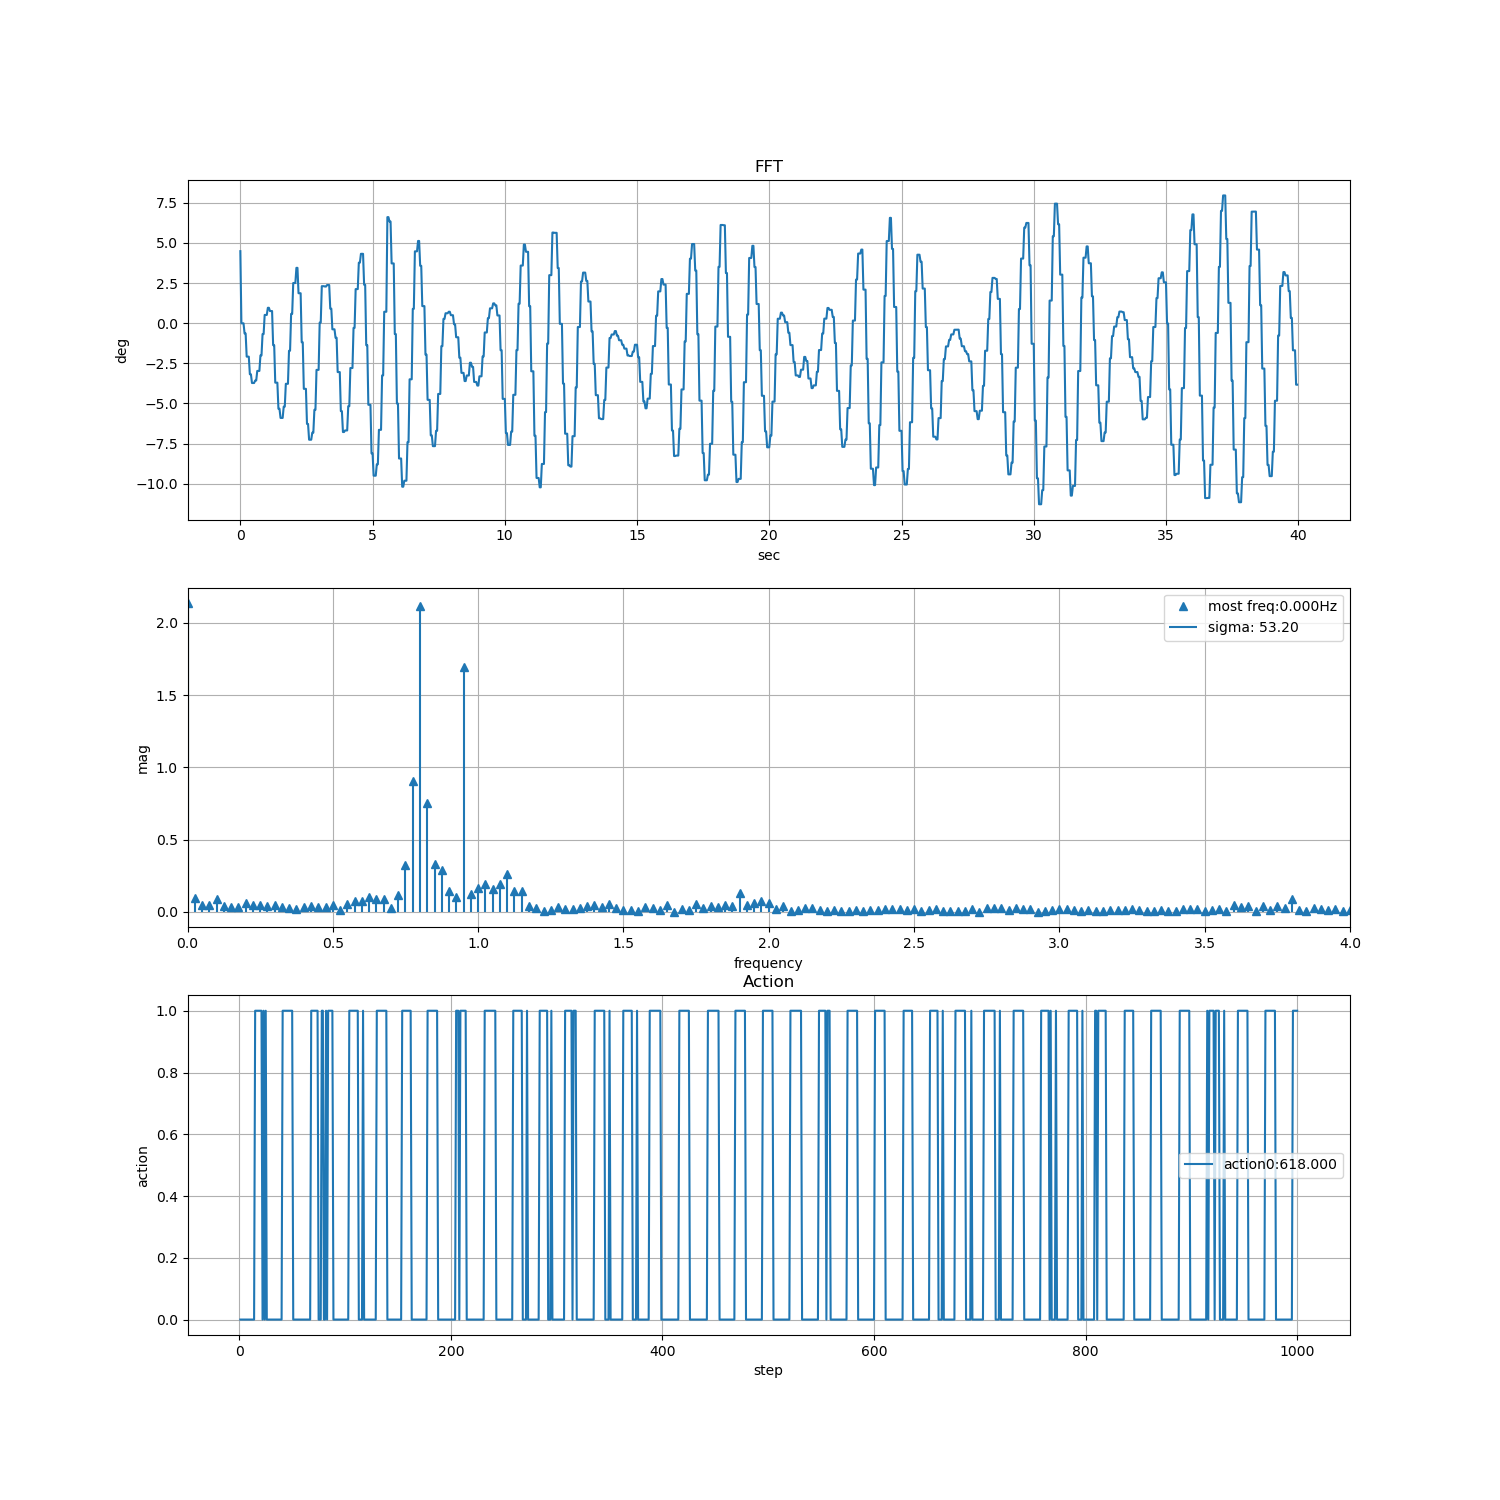 FFT
7.5
5.0
2.5
0.0
−2.5
−5.0
−7.5
−10.0
deg
0 5 10 15 20 25 30 35 40
sec
most freq:0.000Hz
sigma: 53.20
2.0
1.5
1.0
0.5
0.0
mag
0.0 0.5 1.0 1.5 2.0 2.5 3.0 3.5 4.0
frequency
Action
1.0
0.8
0.6
0.4
0.2
0.0
action
action0:618.000
0 200 400 600 800 1000
step